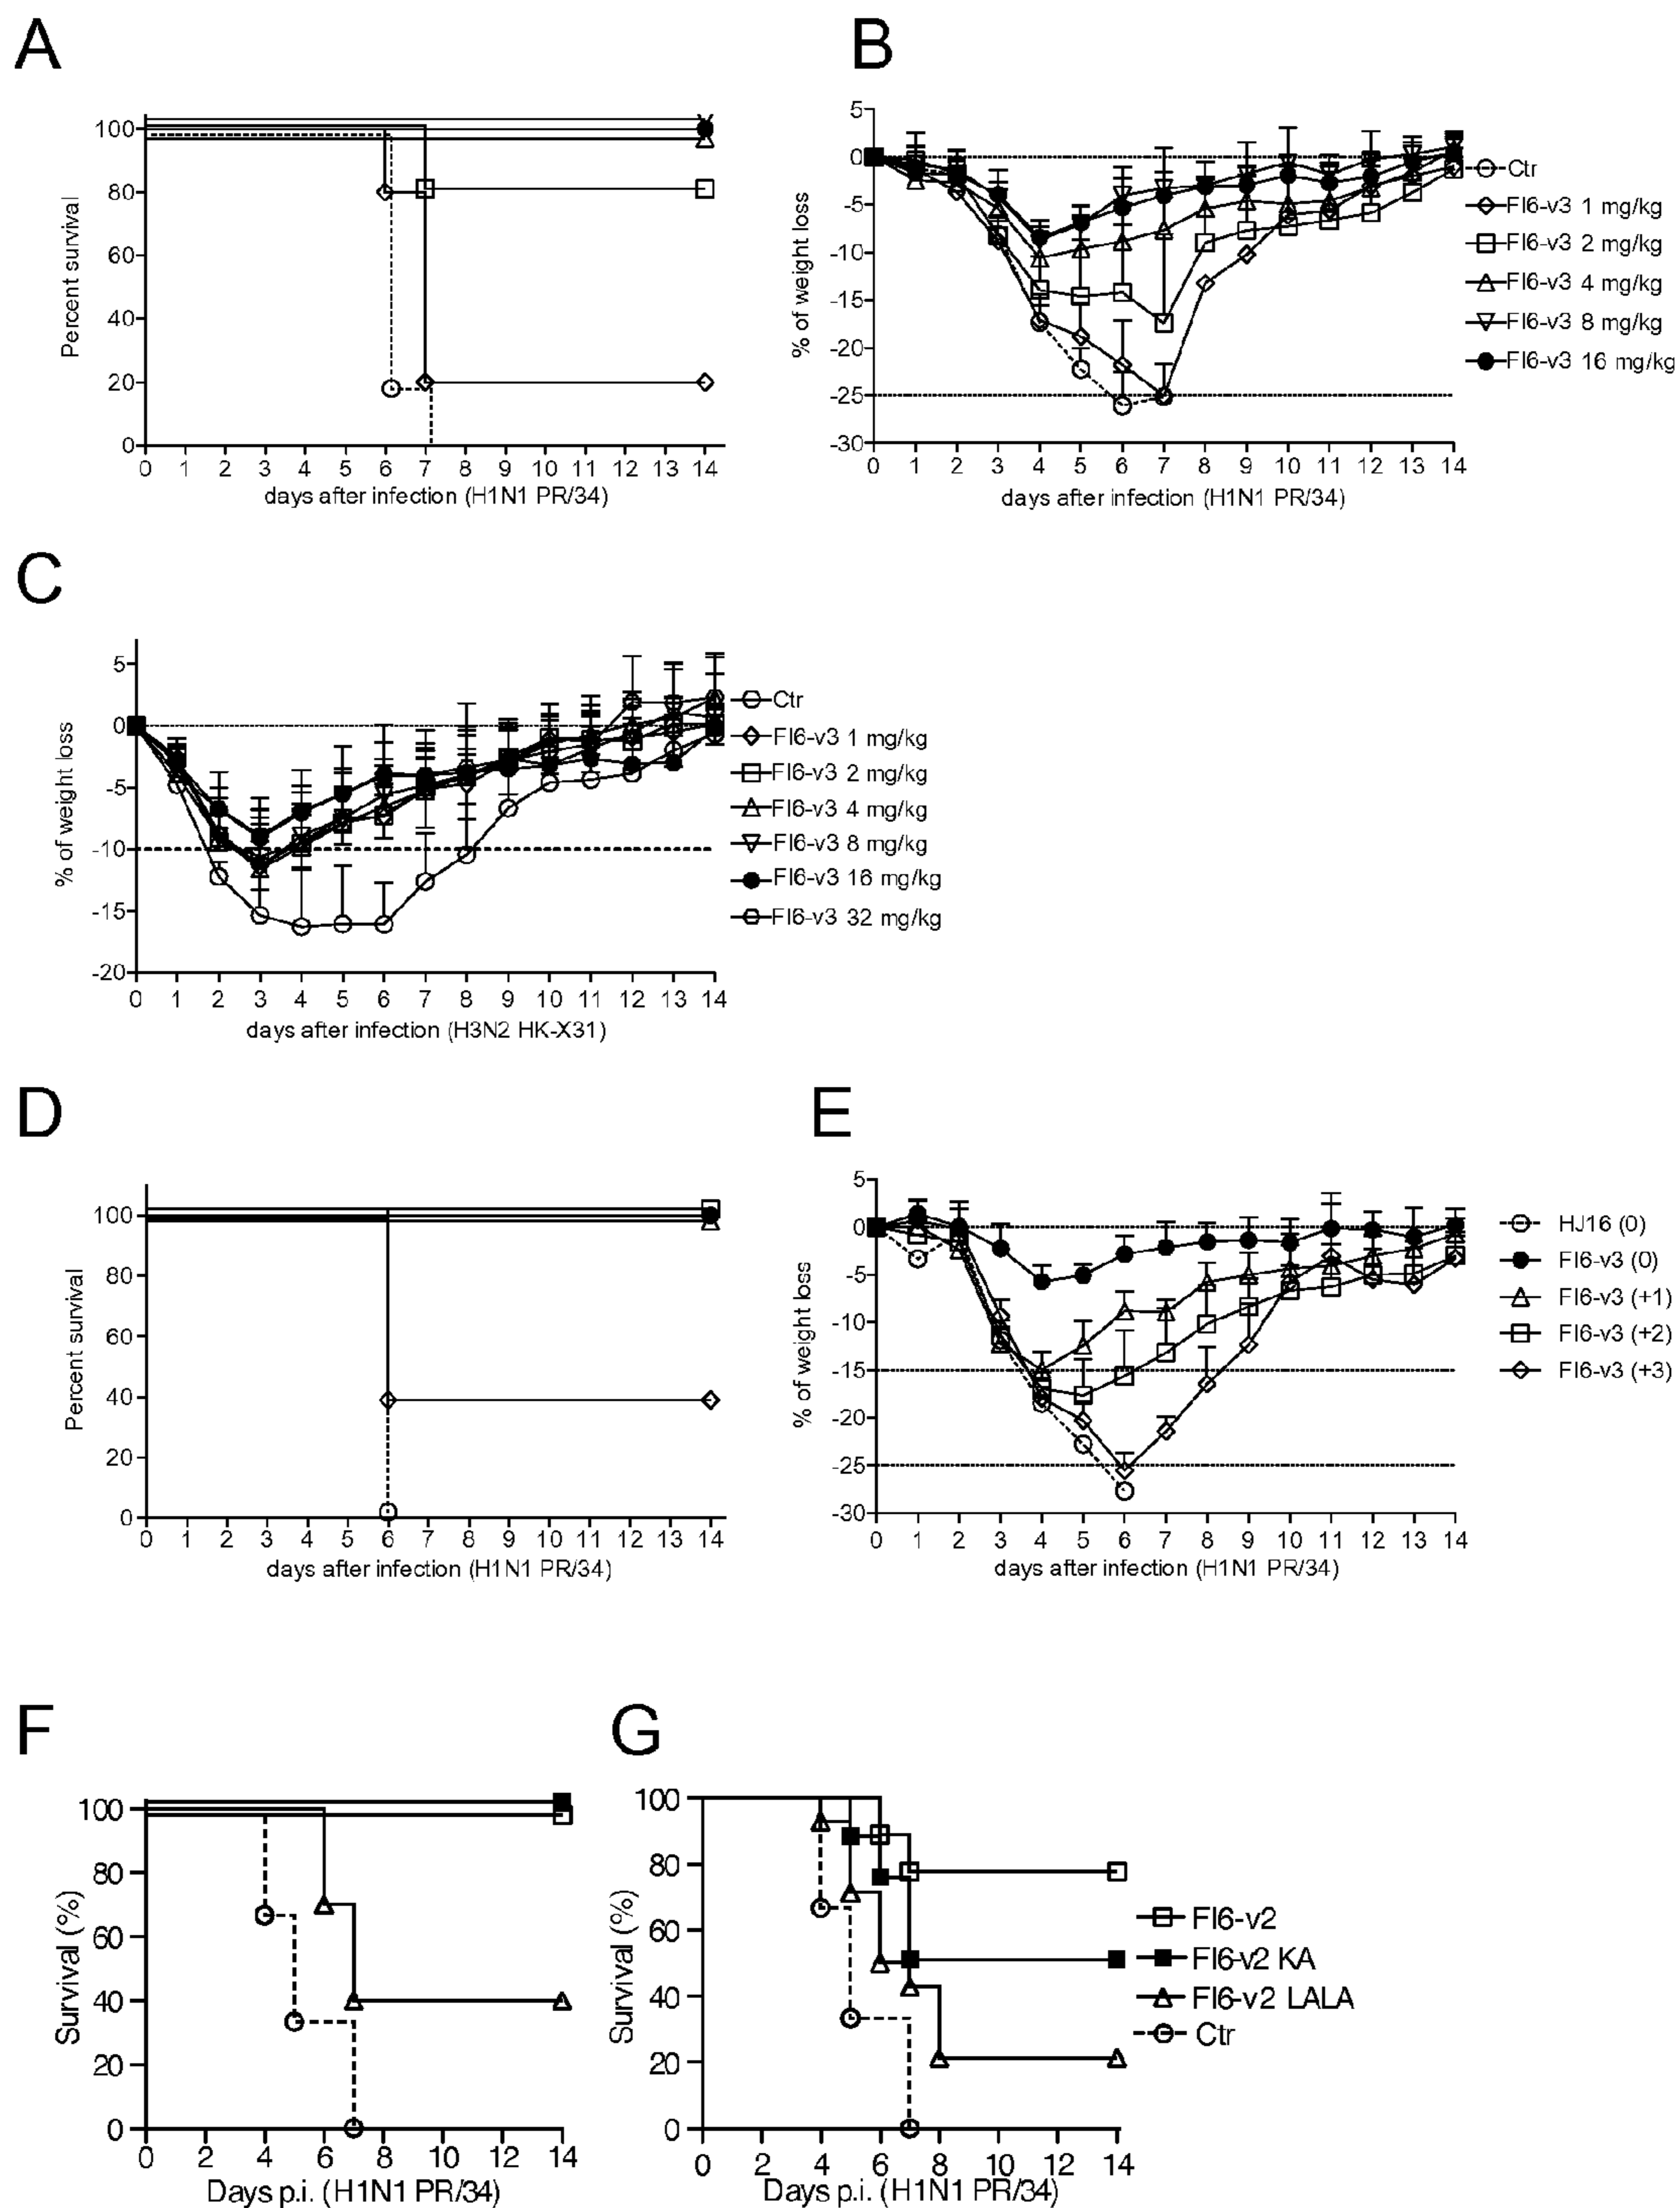 A
Percent survival
100
80
60
40
20
0
0 1 2 3 4 5 6 7 8 9 10 11 12 13 14
days after infection (H1N1 PR/34)
B
% of weight loss
5
0
-5
-10
-15
-20
-25
-30
0 1 2 3 4 5 6 7 8 9 10 11 12 13 14
days after infection (H1N1 PR/34)
Ctr
FI6-v3 1 mg/kg
FI6-v3 2 mg/kg
FI6-v3 4 mg/kg
FI6-v3 8 mg/kg
FI6-v3 16 mg/kg
C
% of weight loss
5
0
-5
-10
-15
-20
0 1 2 3 4 5 6 7 8 9 10 11 12 13 14
days after infection (H3N2 HK-X31)
Ctr
FI6-v3 1 mg/kg
FI6-v3 2 mg/kg
FI6-v3 4 mg/kg
FI6-v3 8 mg/kg
FI6-v3 16 mg/kg
FI6-v3 32 mg/kg
D
Percent survival
100
80
60
40
20
0
0 1 2 3 4 5 6 7 8 9 10 11 12 13 14
days after infection (H1N1 PR/34)
E
% of weight loss
5
0
-5
-10
-15
-20
-25
-30
0 1 2 3 4 5 6 7 8 9 10 11 12 13 14
days after infection (H1N1 PR/34)
HJ16 (0)
FI6-v3 (0)
FI6-v3 (+1)
FI6-v3 (+2)
FI6-v3 (+3)
F
Survival (%)
100
80
60
40
20
0
0 2 4 6 8 10 12 14
Days p.i. (H1N1 PR/34)
G
Survival (%)
100
80
60
40
20
0
0 2 4 6 8 10 12 14
Days p.i. (H1N1 PR/34)
FI6-v2
FI6-v2 KA
FI6-v2 LALA
Ctr